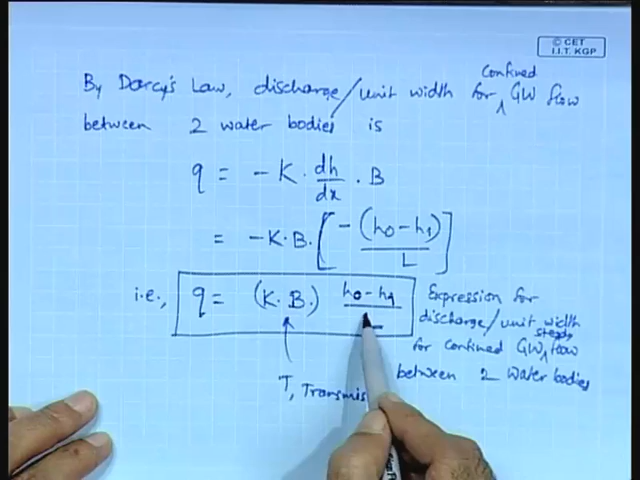 © CET
I.I.T. KGP
By Darcy's Law, discharge/unit width for Confined GW flow
between 2 water bodies is
q = - K . dh/dx . B
= -K.B. [ - (h0 - h1) / L ]
i.e., q = (K.B.) h0 - h1 / L
Expression for
discharge/unit width
for confined GW steady flow
between 2 water bodies
T, Transmis